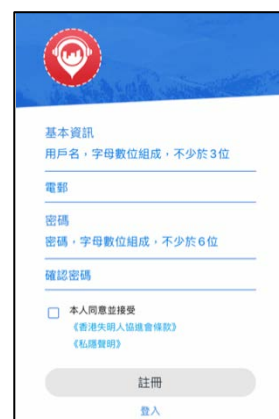 基本資訊
用戶名，字母數位組成，不少於3位
電郵
密碼
密碼，字母數位組成，不少於6位
確認密碼
本人同意並接受
《香港失明人協進會條款》
《私隱聲明》
註冊
登入